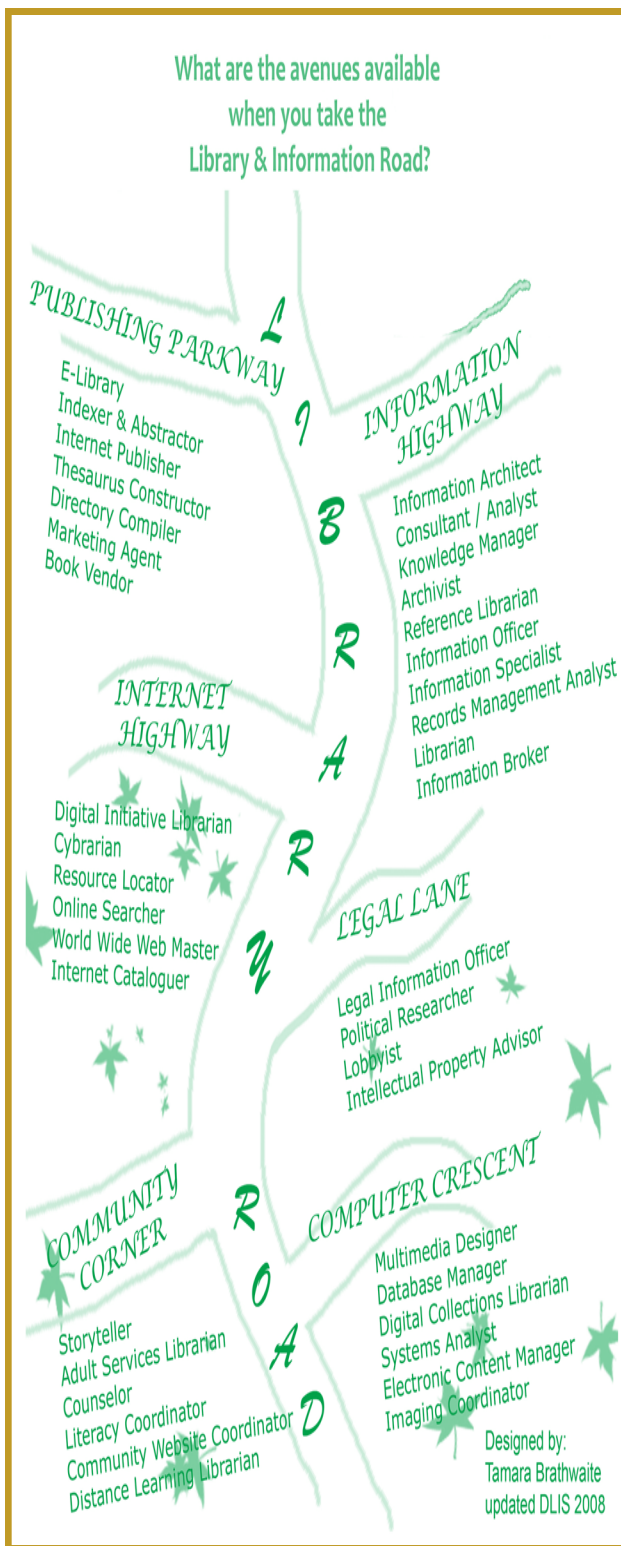 What are the avenues available
when you take the
Library & Information Road?
LIBRARY ROAD
PUBLISHING PARKWAY
E-Library
Indexer & Abstractor
Internet Publisher
Thesaurus Constructor
Directory Compiler
Marketing Agent
Book Vendor
INFORMATION
HIGHWAY
Information Architect
Consultant / Analyst
Knowledge Manager
Archivist
Reference Librarian
Information Officer
Information Specialist
Records Management Analyst
Librarian
Information Broker
INTERNET
HIGHWAY
Digital Initiative Librarian
Cybrarian
Resource Locator
Online Searcher
World Wide Web Master
Internet Cataloguer
LEGAL LANE
Legal Information Officer
Political Researcher
Lobbyist
Intellectual Property Advisor
COMMUNITY
CORNER
Storyteller
Adult Services Librarian
Counselor
Literacy Coordinator
Community Website Coordinator
Distance Learning Librarian
COMPUTER CRESCENT
Multimedia Designer
Database Manager
Digital Collections Librarian
Systems Analyst
Electronic Content Manager
Imaging Coordinator
Designed by:
Tamara Brathwaite
updated DLIS 2008